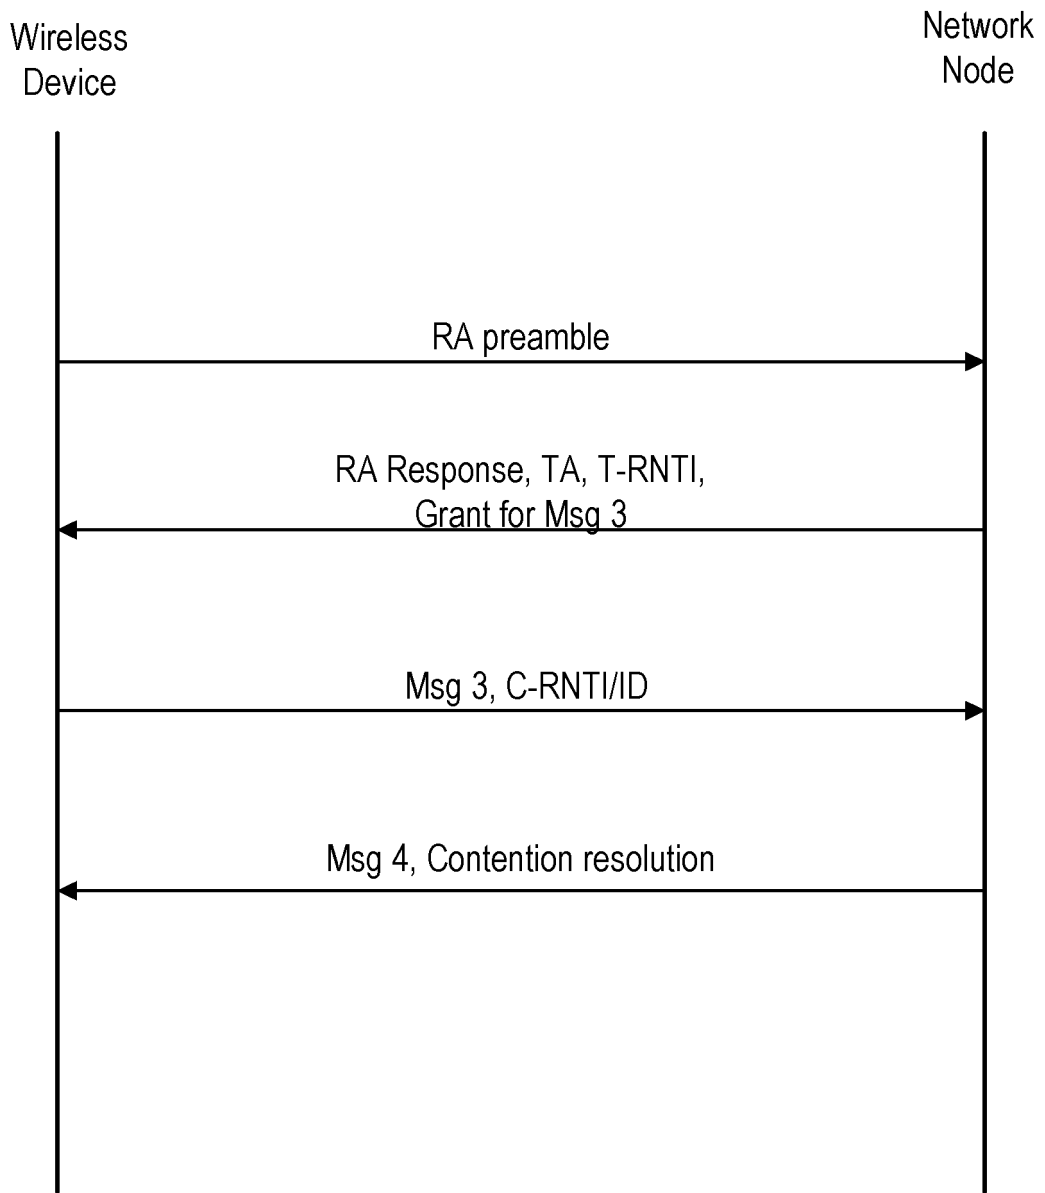 Wireless
Device
Network
Node
RA preamble
RA Response, TA, T-RNTI,
Grant for Msg 3
Msg 3, C-RNTI/ID
Msg 4, Contention resolution